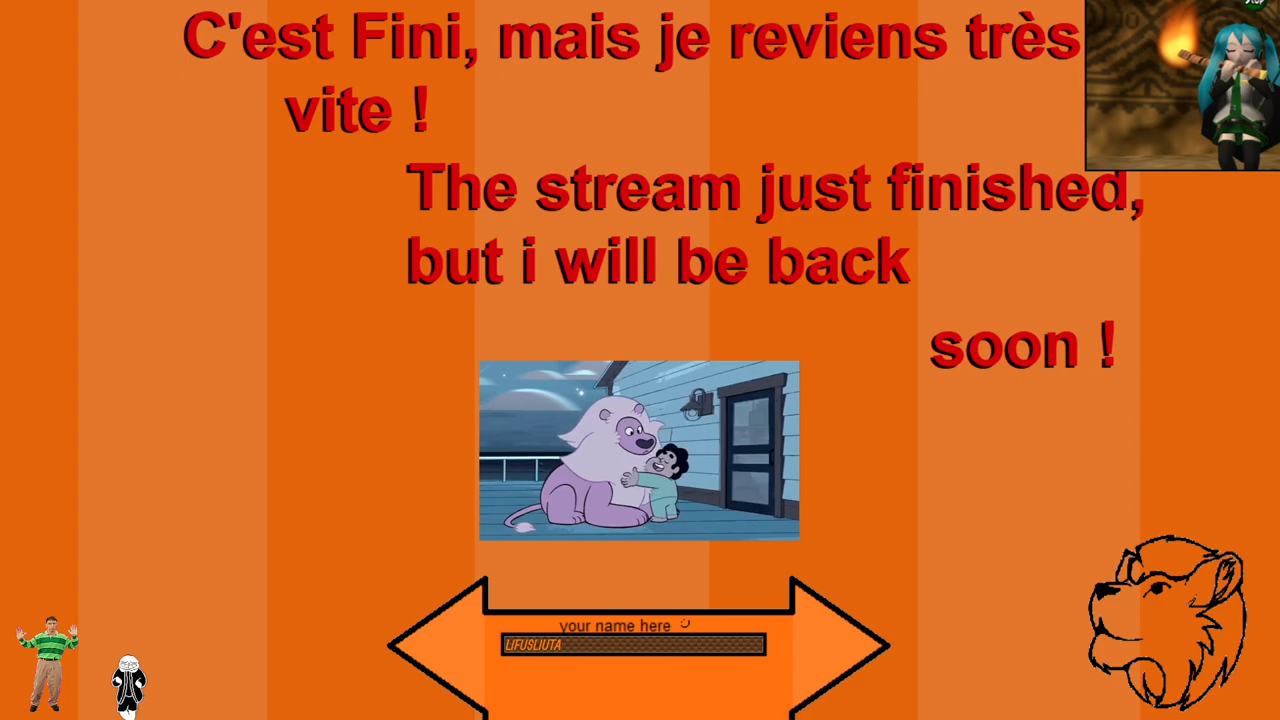 C'est Fini, mais je reviens très
vite !
The stream just finished,
but i will be back
soon !
your name here
LIFUSLIUTA